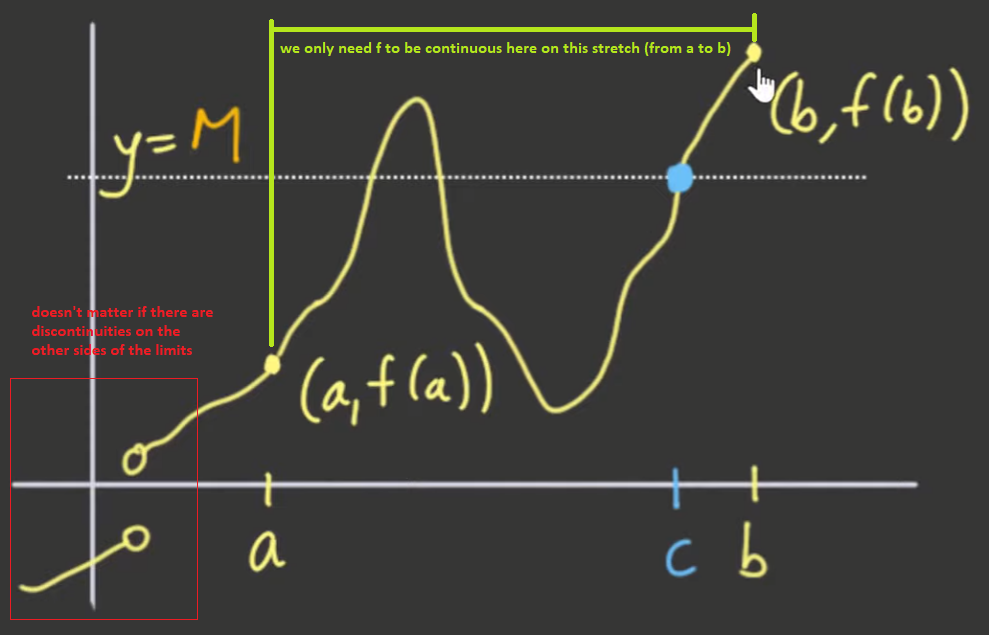 we only need f to be continuous here on this stretch (from a to b)
(b, f(b))
y = M
doesn't matter if there are
discontinuities on the
other sides of the limits
(a, f(a))
a
c
b